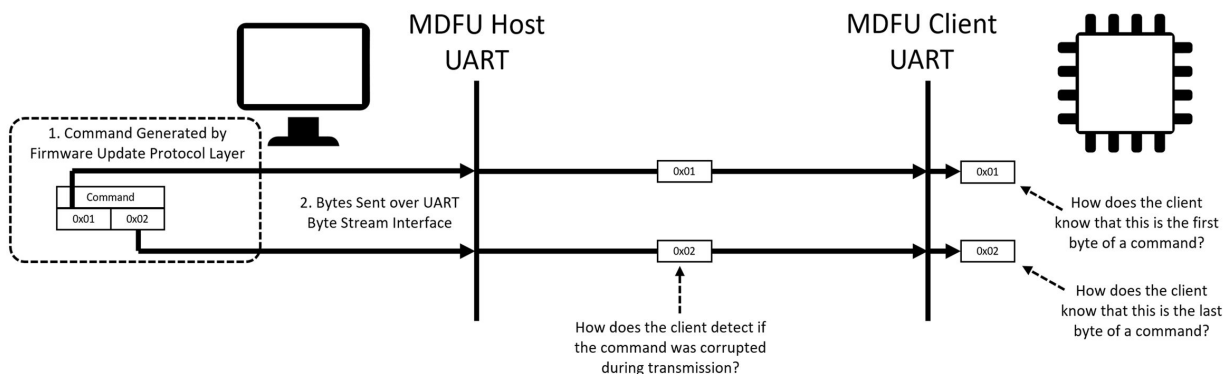 MDFU Host
UART
MDFU Client
UART
1. Command Generated by
Firmware Update Protocol Layer
Command
0x01 0x02
2. Bytes Sent over UART
Byte Stream Interface
0x01
0x01
0x02
0x02
How does the client
know that this is the first
byte of a command?
How does the client
know that this is the last
byte of a command?
How does the client detect if
the command was corrupted
during transmission?